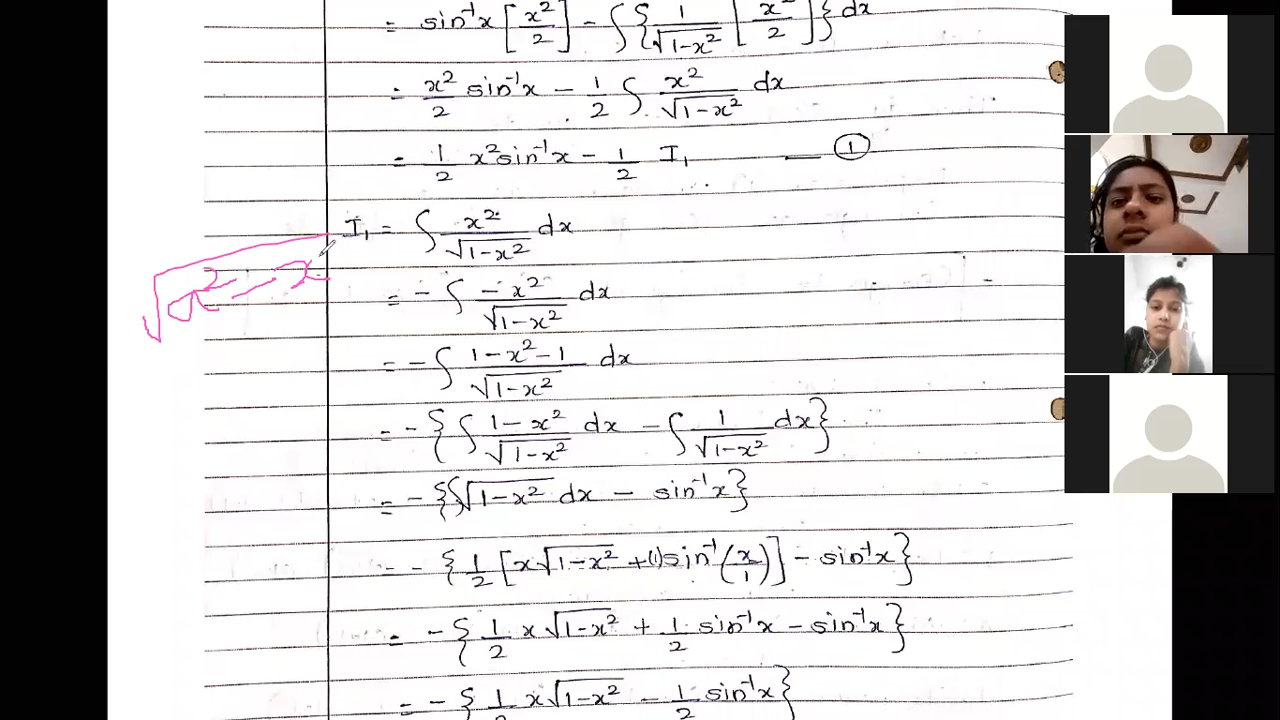 = sin⁻¹x [x²/2] - ∫{1/√(1-x²) [x²/2]} dx
= x²/2 sin⁻¹x - 1/2 ∫ x²/√(1-x²) dx
= 1/2 x² sin⁻¹x - 1/2 I₁ — ①
I₁ = ∫ x²/√(1-x²) dx
√(a² - x
= - ∫ -x²/√(1-x²) dx
= - ∫ (1-x²-1)/√(1-x²) dx
= - {∫ (1-x²)/√(1-x²) dx - ∫ 1/√(1-x²) dx}
= - {∫√(1-x²) dx - sin⁻¹x}
= - {1/2 [x√(1-x²) + (1) sin⁻¹(x/1)] - sin⁻¹x}
= - {1/2 x√(1-x²) + 1/2 sin⁻¹x - sin⁻¹x}
= - {1/2 x√(1-x²) - 1/2 sin⁻¹x}